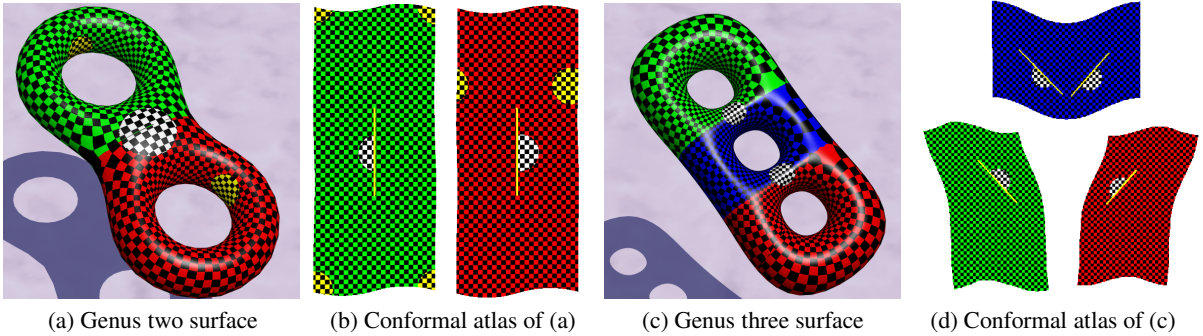 (a) Genus two surface
(b) Conformal atlas of (a)
(c) Genus three surface
(d) Conformal atlas of (c)